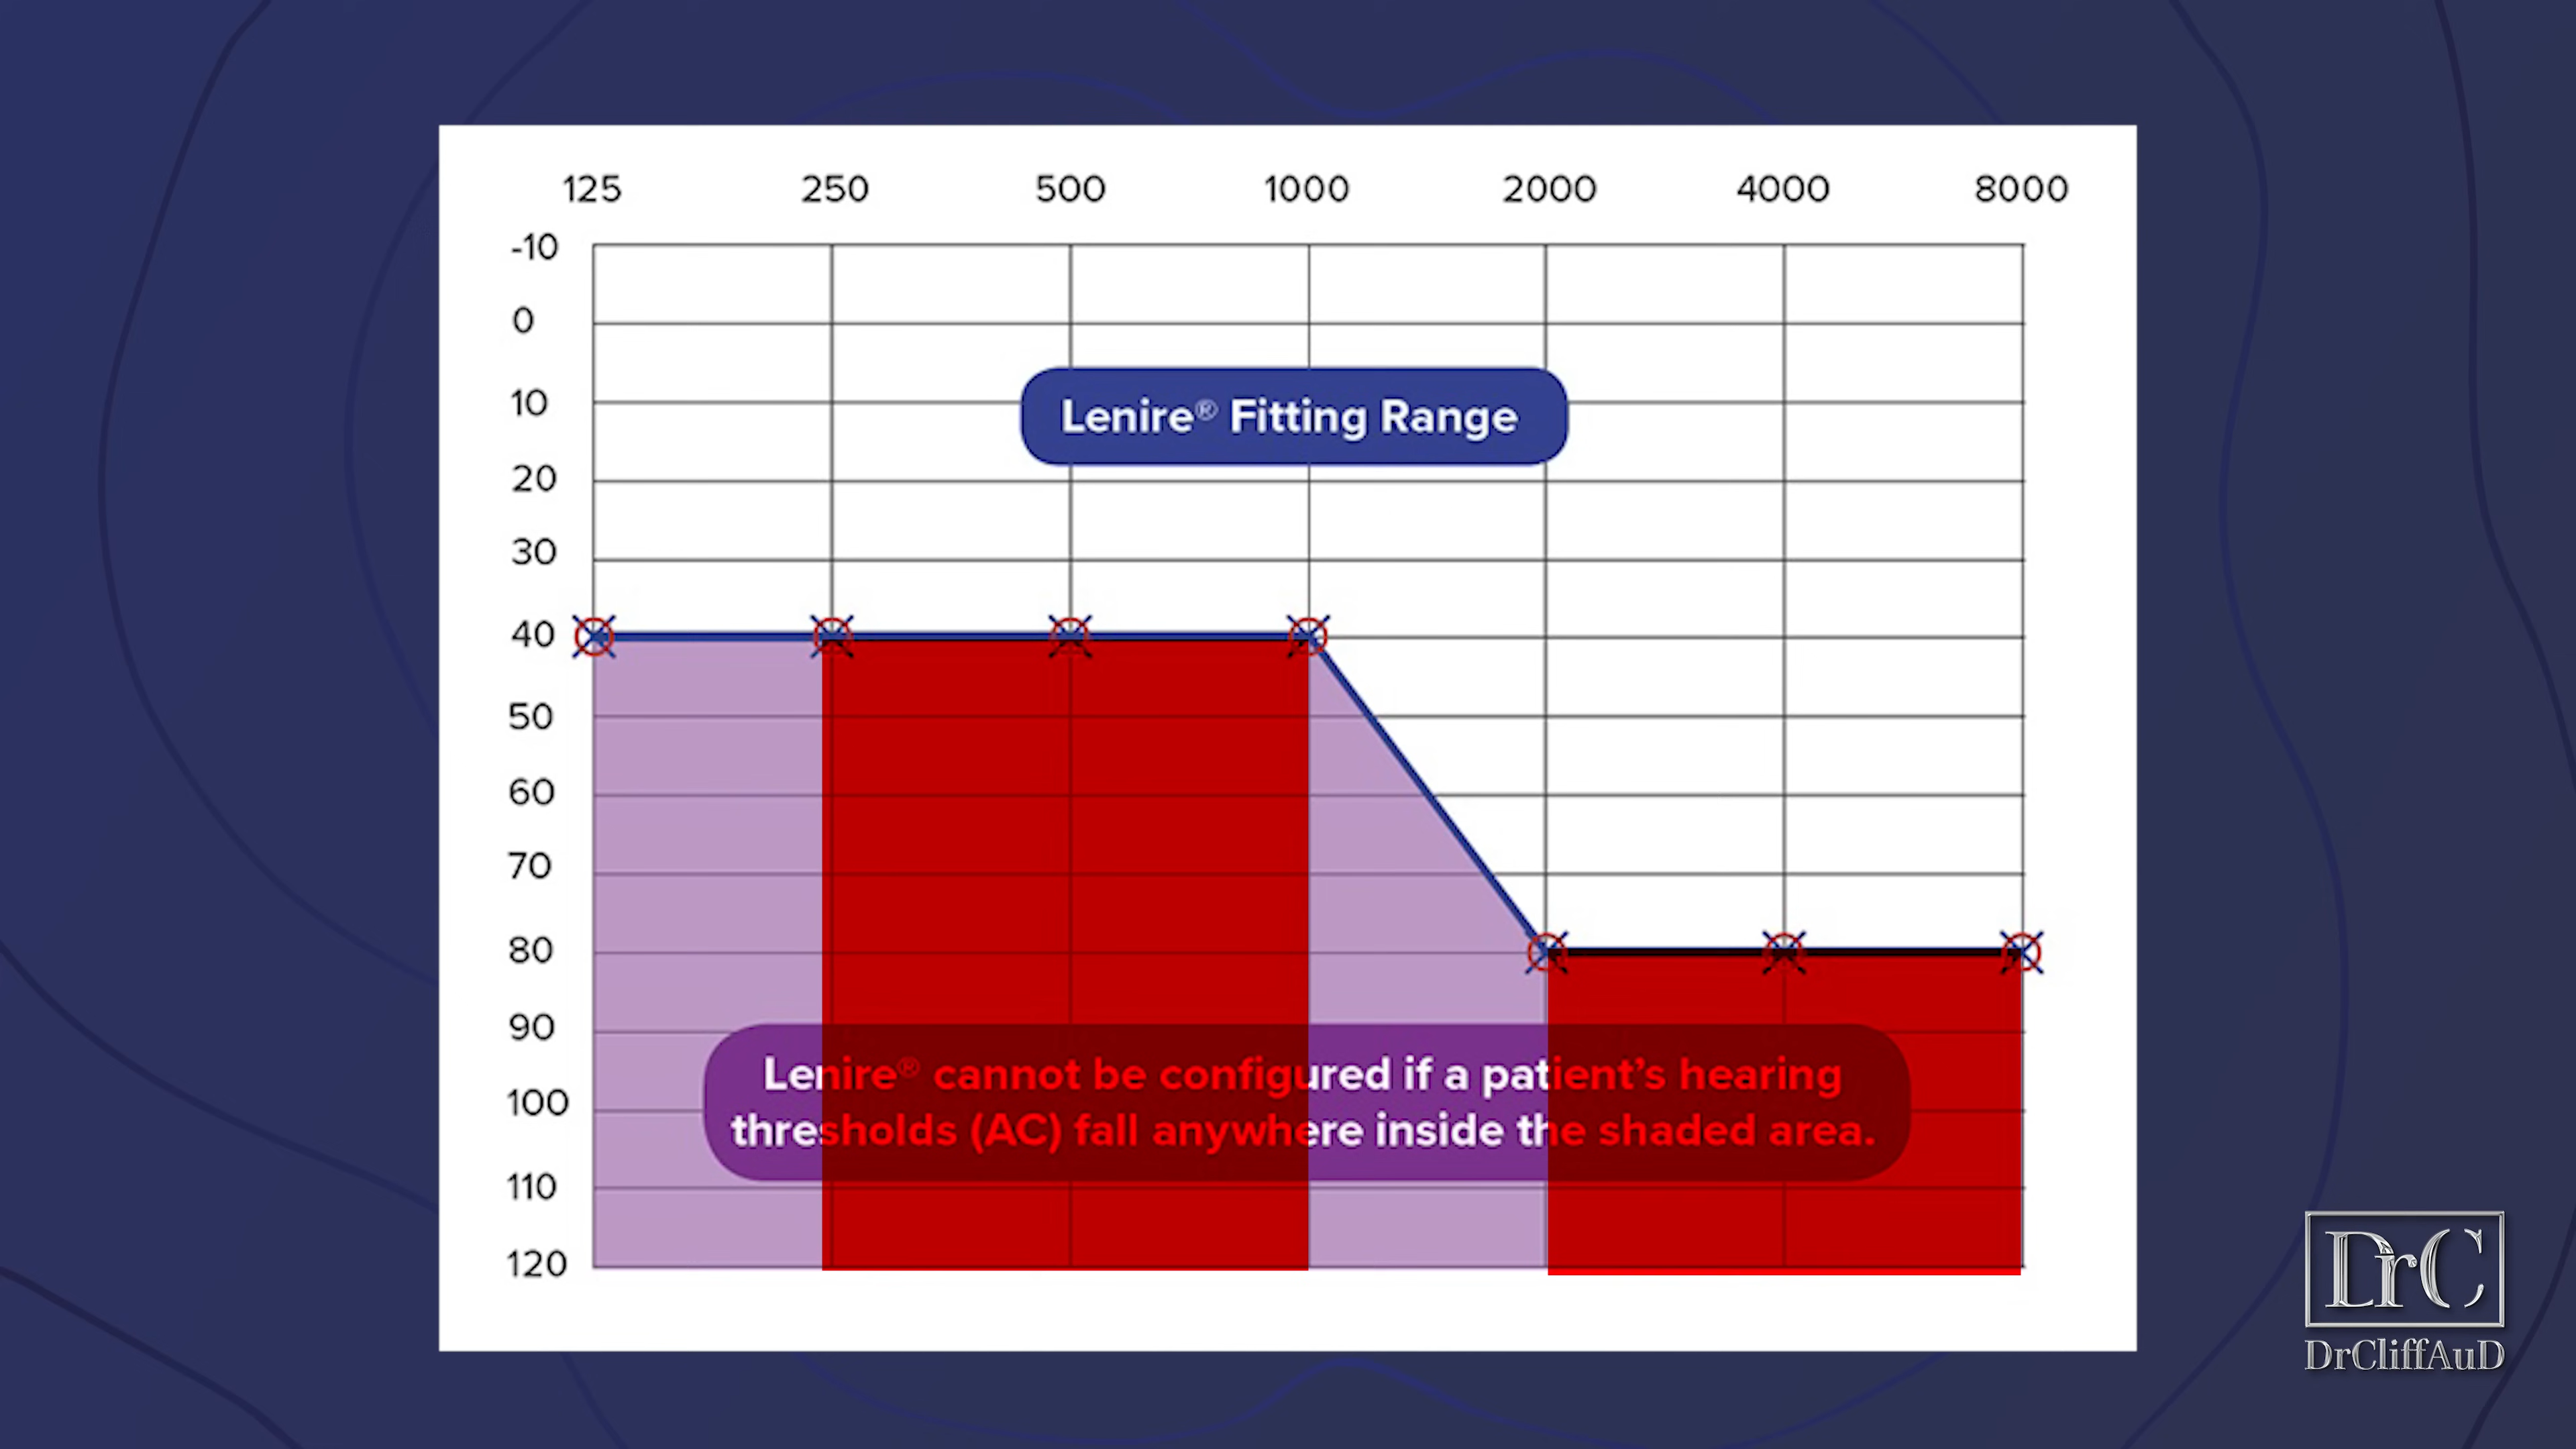 125 250 500 1000 2000 4000 8000
-10
0
10
Lenire® Fitting Range
20
30
40
50
60
70
80
90
Lenire® cannot be configured if a patient's hearing
100
thresholds (AC) fall anywhere inside the shaded area.
110
120
DrC
DrCliffAuD